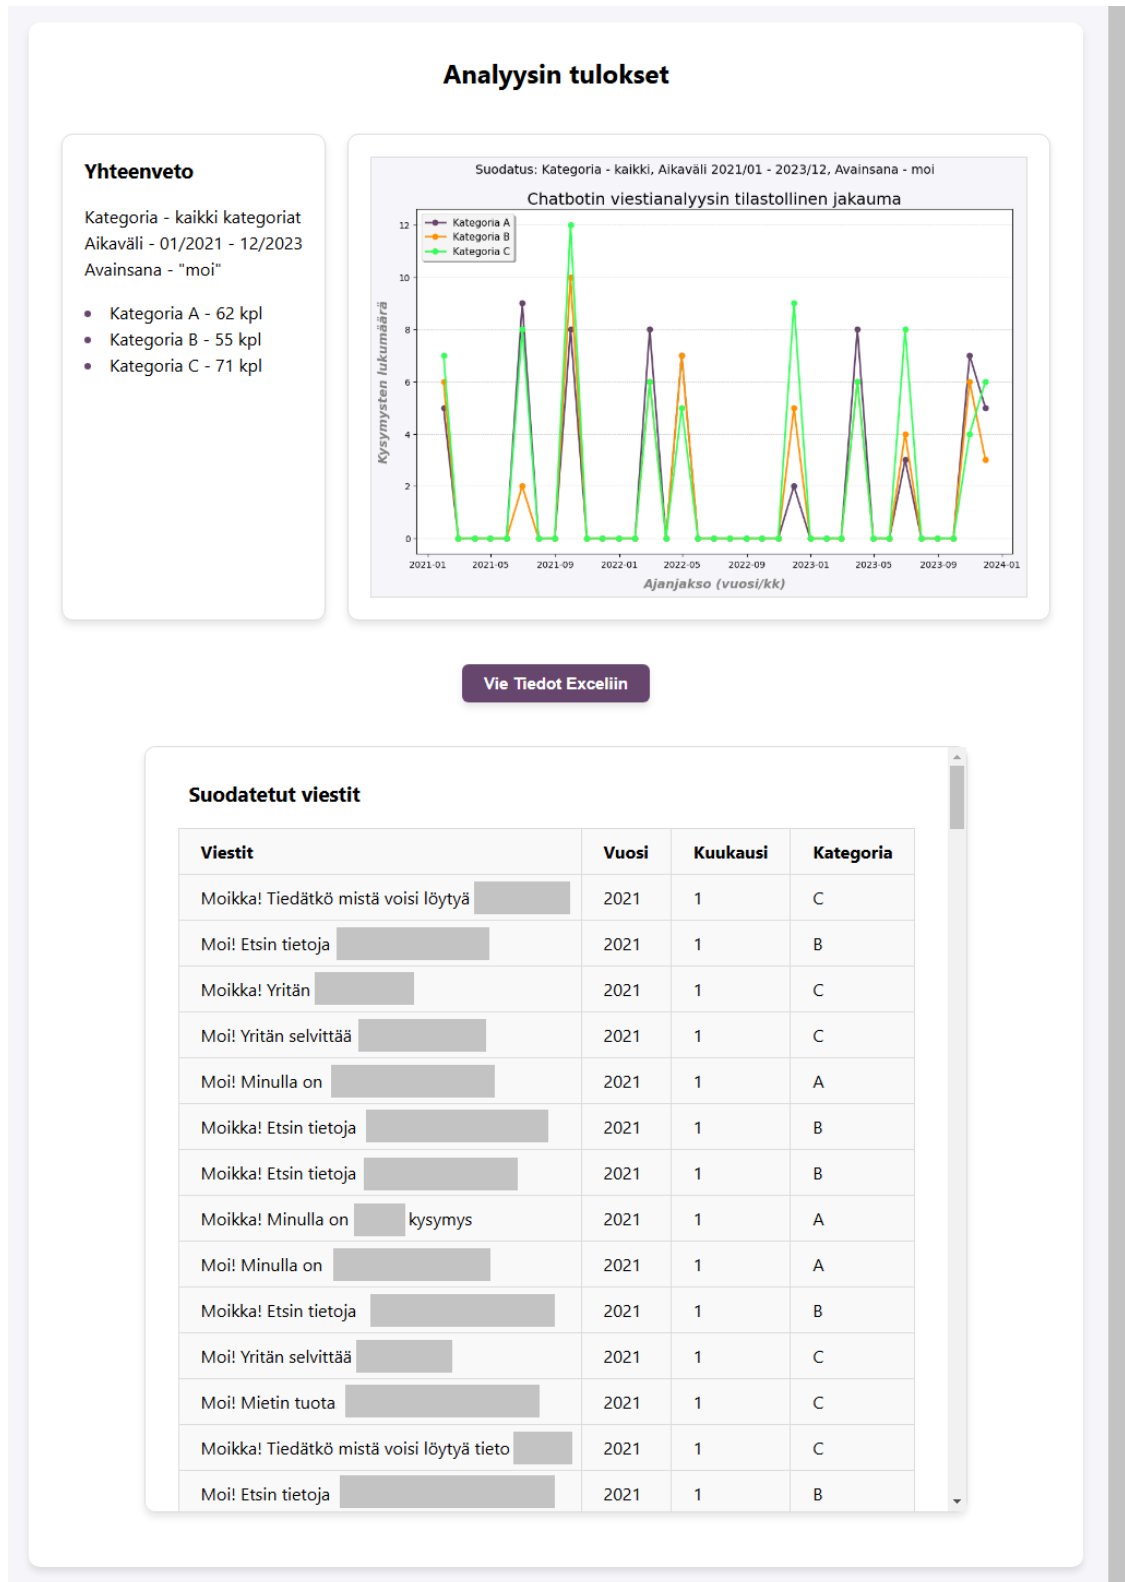 Analyysin tulokset
Yhteenveto
Kategoria - kaikki kategoriat
Aikaväli - 01/2021 - 12/2023
Avainsana - "moi"
Kategoria A - 62 kpl
Kategoria B - 55 kpl
Kategoria C - 71 kpl
Suodatus: Kategoria - kaikki, Aikaväli 2021/01 - 2023/12, Avainsana - moi
Chatbotin viestianalyysin tilastollinen jakauma
Kategoria A
Kategoria B
Kategoria C
Kysymysten lukumäärä
12
10
8
6
4
2
0
2021-01 2021-05 2021-09 2022-01 2022-05 2022-09 2023-01 2023-05 2023-09 2024-01
Ajanjakso (vuosi/kk)
Vie Tiedot Exceliin
Suodatetut viestit
Viestit Vuosi Kuukausi Kategoria
Moikka! Tiedätkö mistä voisi löytyä 2021 1 C
Moi! Etsin tietoja 2021 1 B
Moikka! Yritän 2021 1 C
Moi! Yritän selvittää 2021 1 C
Moi! Minulla on 2021 1 A
Moikka! Etsin tietoja 2021 1 B
Moikka! Etsin tietoja 2021 1 B
Moikka! Minulla on kysymys 2021 1 A
Moi! Minulla on 2021 1 A
Moikka! Etsin tietoja 2021 1 B
Moi! Yritän selvittää 2021 1 C
Moi! Mietin tuota 2021 1 C
Moikka! Tiedätkö mistä voisi löytyä tieto 2021 1 C
Moi! Etsin tietoja 2021 1 B